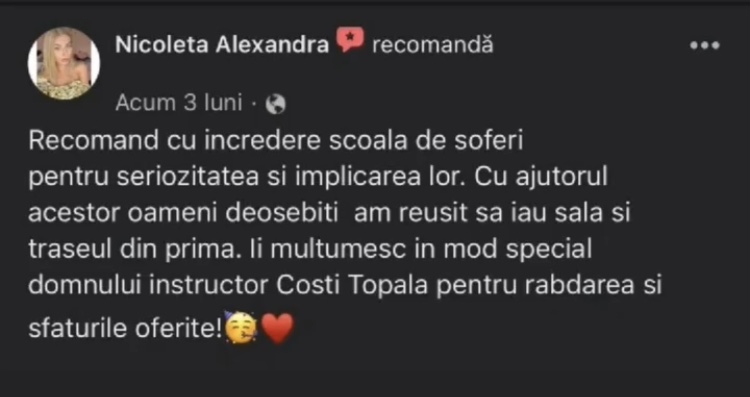 Nicoleta Alexandra recomandă
Acum 3 luni ·
Recomand cu incredere scoala de soferi
pentru seriozitatea si implicarea lor. Cu ajutorul
acestor oameni deosebiti  am reusit sa iau sala si
traseul din prima. Ii multumesc in mod special
domnului instructor Costi Topala pentru rabdarea si
sfaturile oferite!🥳❤️